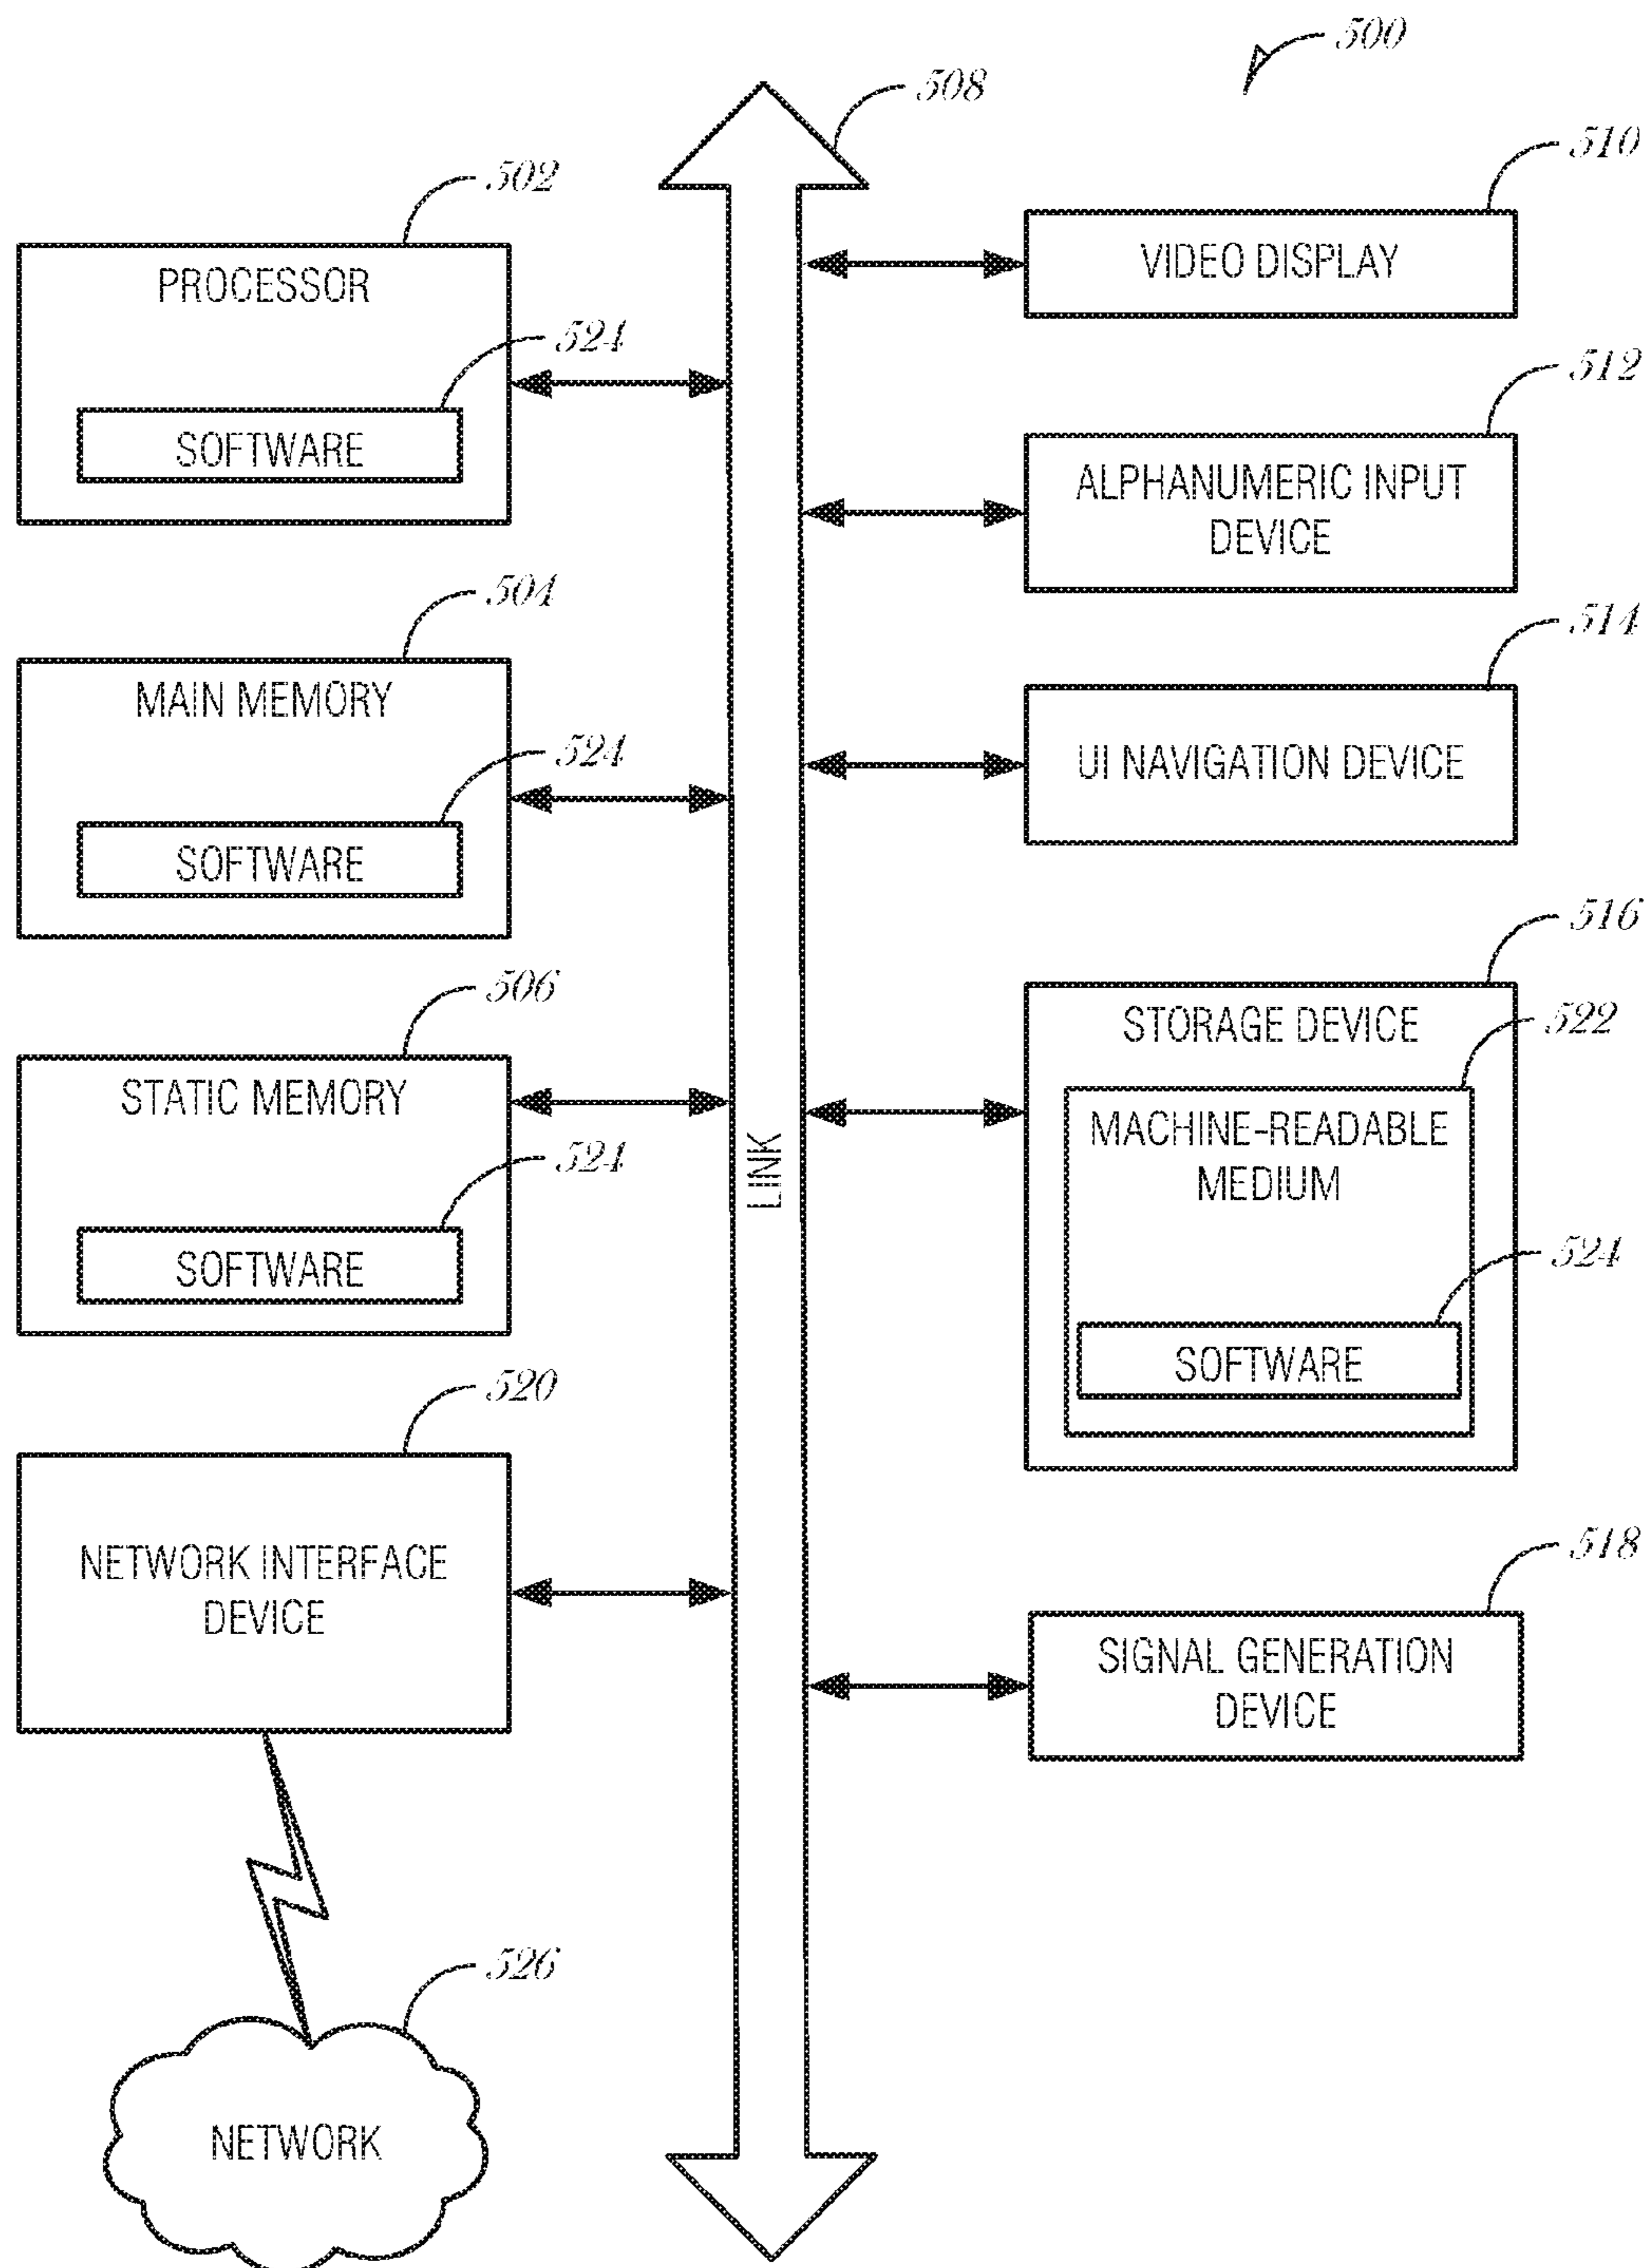 500
508
502
PROCESSOR
524
SOFTWARE
504
MAIN MEMORY
524
SOFTWARE
506
STATIC MEMORY
524
SOFTWARE
520
NETWORK INTERFACE
DEVICE
526
NETWORK
LINK
510
VIDEO DISPLAY
512
ALPHANUMERIC INPUT
DEVICE
514
UI NAVIGATION DEVICE
516
STORAGE DEVICE
522
MACHINE-READABLE
MEDIUM
524
SOFTWARE
518
SIGNAL GENERATION
DEVICE